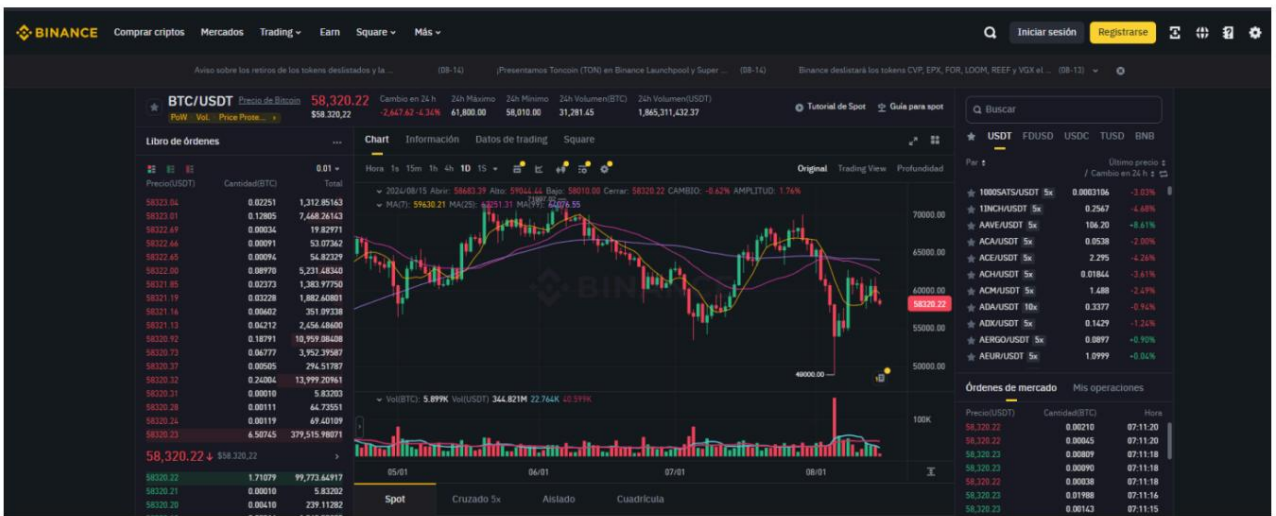 BINANCE Comprar criptos Mercados Trading Earn Square Más Iniciar sesión Registrarse
Aviso sobre los retiros de los tokens deslistados y la ... (08-14) ¡Presentamos Toncoin (TON) en Binance Launchpool y Super ... (08-14) Binance deslistará los tokens CVP, EPX, FOR, LOOM, REEF y VGX el ... (08-13)
BTC/USDT Precio de Bitcoin 58,320.22 Cambio en 24 h 24h Máximo 24h Mínimo 24h Volumen(BTC) 24h Volumen(USDT) Tutorial de Spot Guía para spot
PoW Vol. Price Prote... $58.320,22 -2,647.62 -4.34% 61,800.00 58,010.00 31,281.45 1,865,311,432.37
Libro de órdenes ...
0.01
Precio(USDT) Cantidad(BTC) Total
58323.04 0.02251 1,312.85163
58323.01 0.12805 7,468.26143
58322.69 0.00034 19.82971
58322.66 0.00091 53.07362
58322.65 0.00094 54.82329
58322.00 0.08970 5,231.48340
58321.85 0.02373 1,383.97750
58321.19 0.03228 1,882.60801
58321.16 0.00602 351.09338
58321.13 0.04212 2,456.48600
58320.92 0.18791 10,959.08408
58320.73 0.06777 3,952.39587
58320.37 0.00505 294.51787
58320.32 0.24004 13,999.20961
58320.31 0.00010 5.83203
58320.28 0.00111 64.73551
58320.24 0.00119 69.40109
58320.23 6.50745 379,515.98071
58,320.22↓ $58.320,22
58320.22 1.71079 99,773.64917
58320.21 0.00010 5.83202
58320.20 0.00410 239.11282
Chart Información Datos de trading Square
Hora 1s 15m 1h 4h 1D 1S Original Trading View Profundidad
2024/08/15 Abrir: 58683.39 Alto: 59044.44 Bajo: 58010.00 Cerrar: 58320.22 CAMBIO: -0.62% AMPLITUD: 1.76%
MA(7): 59630.21 MA(25): MA(99):
70000.00
65000.00
60000.00
58320.22
55000.00
50000.00
49000.00
BINANCE
Vol(BTC): 5.899K Vol(USDT) 344.821M 22.764K 40.599K
100K
05/01 06/01 07/01 08/01
Spot Cruzado 5x Aislado Cuadrícula
Buscar
USDT FDUSD USDC TUSD BNB
Par Último precio
/ Cambio en 24 h
1000SATS/USDT 5x 0.0003106 -3.03%
1INCH/USDT 5x 0.2567 -4.68%
AAVE/USDT 5x 106.20 +8.61%
ACA/USDT 5x 0.0538 -2.00%
ACE/USDT 5x 2.295 -4.26%
ACH/USDT 5x 0.01844 -3.61%
ACM/USDT 5x 1.488 -2.49%
ADA/USDT 10x 0.3377 -0.94%
ADX/USDT 5x 0.1429 -1.24%
AERGO/USDT 5x 0.0897 +0.90%
AEUR/USDT 5x 1.0999 +0.04%
Órdenes de mercado Mis operaciones
Precio(USDT) Cantidad(BTC) Hora
58,320.22 0.00210 07:11:20
58,320.22 0.00045 07:11:20
58,320.23 0.00809 07:11:18
58,320.23 0.00090 07:11:18
58,320.22 0.00038 07:11:18
58,320.23 0.01988 07:11:16
58,320.23 0.00143 07:11:15